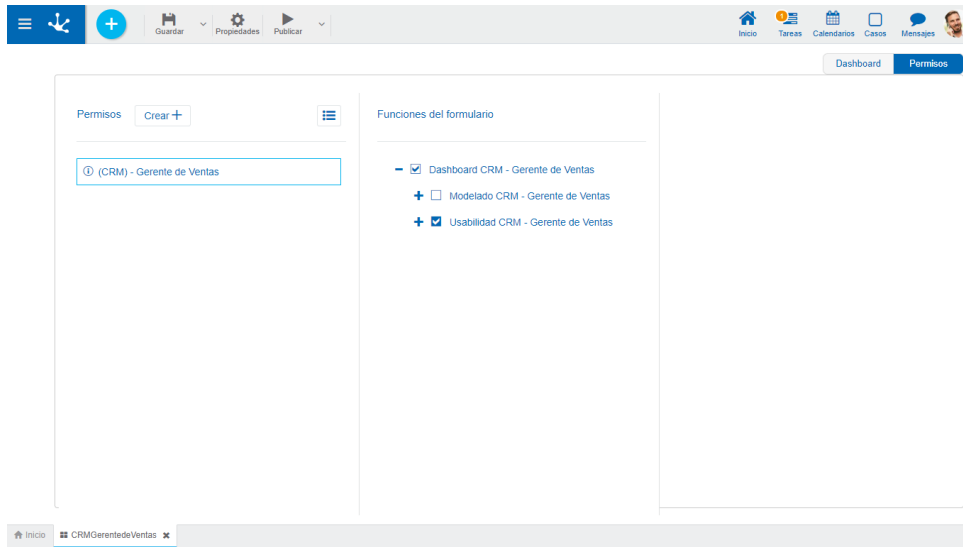 Guardar
Propiedades
Publicar
Inicio
1
Tareas
Calendarios
Casos
Mensajes
Dashboard
Permisos
Permisos
Crear
Funciones del formulario
(CRM) - Gerente de Ventas
Dashboard CRM - Gerente de Ventas
Modelado CRM - Gerente de Ventas
Usabilidad CRM - Gerente de Ventas
Inicio
CRMGerentedeVentas